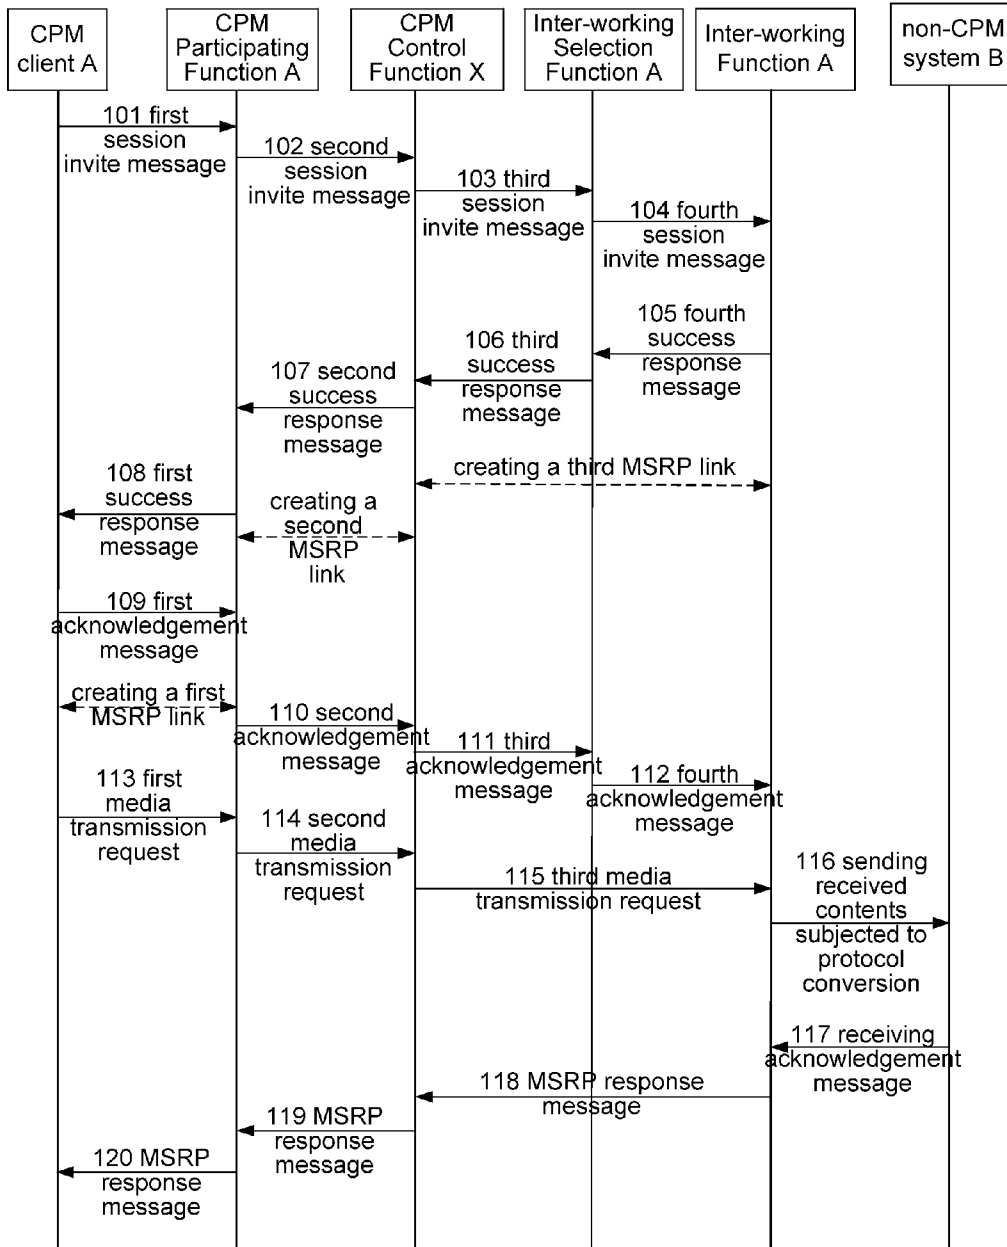 CPM
client A
CPM
Participating
Function A
CPM
Control
Function X
Inter-working
Selection
Function A
Inter-working
Function A
non-CPM
system B
101 first
session
invite message
102 second
session
invite message
103 third
session
invite message
104 fourth
session
invite message
105 fourth
success
response
message
106 third
success
response
message
107 second
success
response
message
creating a third MSRP link
108 first
success
response
message
creating a
second
MSRP
link
109 first
acknowledgement
message
creating a first
MSRP link
110 second
acknowledgement
message
111 third
acknowledgement
message
112 fourth
acknowledgement
message
113 first
media
transmission
request
114 second
media
transmission
request
115 third media
transmission request
116 sending
received
contents
subjected to
protocol
conversion
117 receiving
acknowledgement
message
118 MSRP response
message
119 MSRP
response
message
120 MSRP
response
message